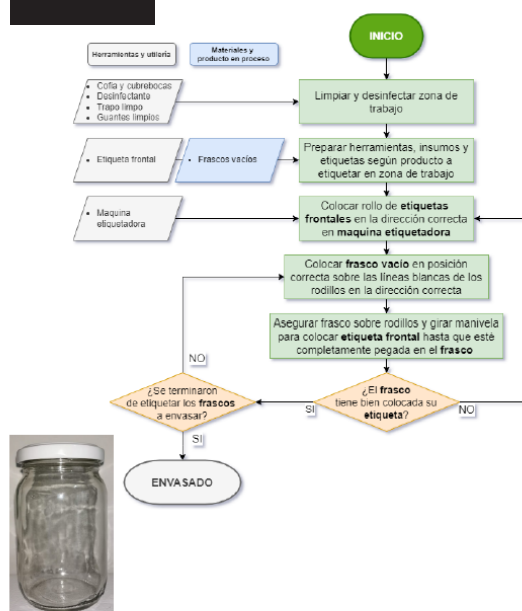 INICIO
Herramientas y utilería
Materiales y
producto en proceso
• Cofia y cubrebocas
• Desinfectante
• Trapo limpo
• Guantes limpios
Limpiar y desinfectar zona de
trabajo
• Etiqueta frontal
• Frascos vacíos
Preparar herramientas, insumos y
etiquetas según producto a
etiquetar en zona de trabajo
• Maquina
etiquetadora
Colocar rollo de etiquetas
frontales en la dirección correcta
en maquina etiquetadora
Colocar frasco vacío en posición
correcta sobre las líneas blancas de los
rodillos en la dirección correcta
Asegurar frasco sobre rodillos y girar manivela
para colocar etiqueta frontal hasta que esté
completamente pegada en el frasco
NO
¿Se terminaron
de etiquetar los frascos
a envasar?
SI
¿El frasco
tiene bien colocada su
etiqueta?
NO
SI
ENVASADO